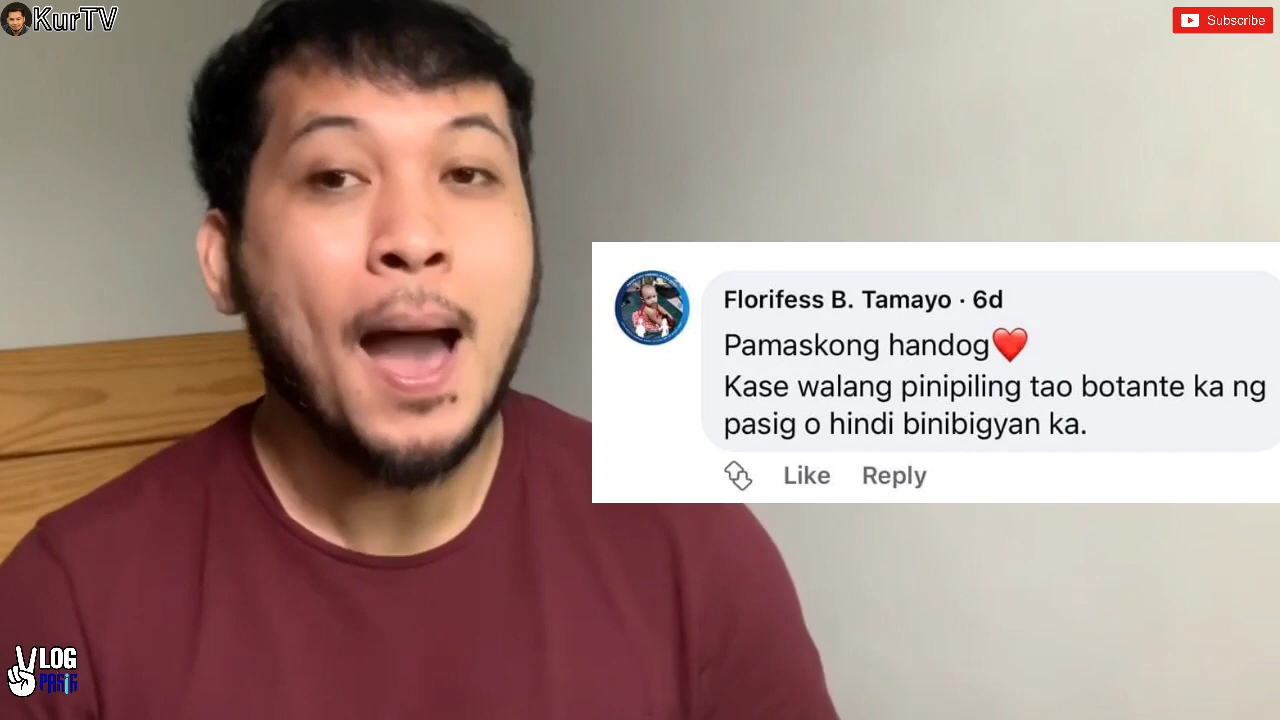 KurTV
Subscribe
Florifess B. Tamayo · 6d
Pamaskong handog❤️
Kase walang pinipiling tao botante ka ng
pasig o hindi binibigyan ka.
Like Reply
VLOG
PASIG